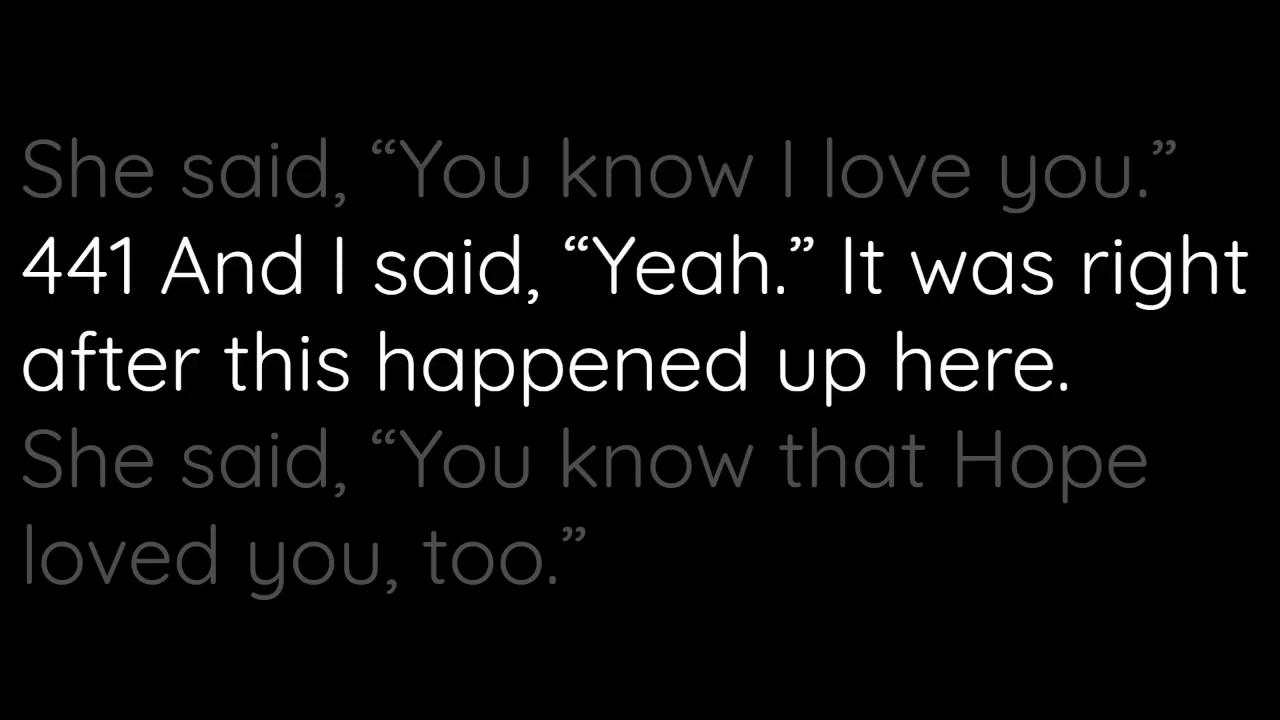 She said, “You know I love you.”
441 And I said, “Yeah.” It was right
after this happened up here.
She said, “You know that Hope
loved you, too.”